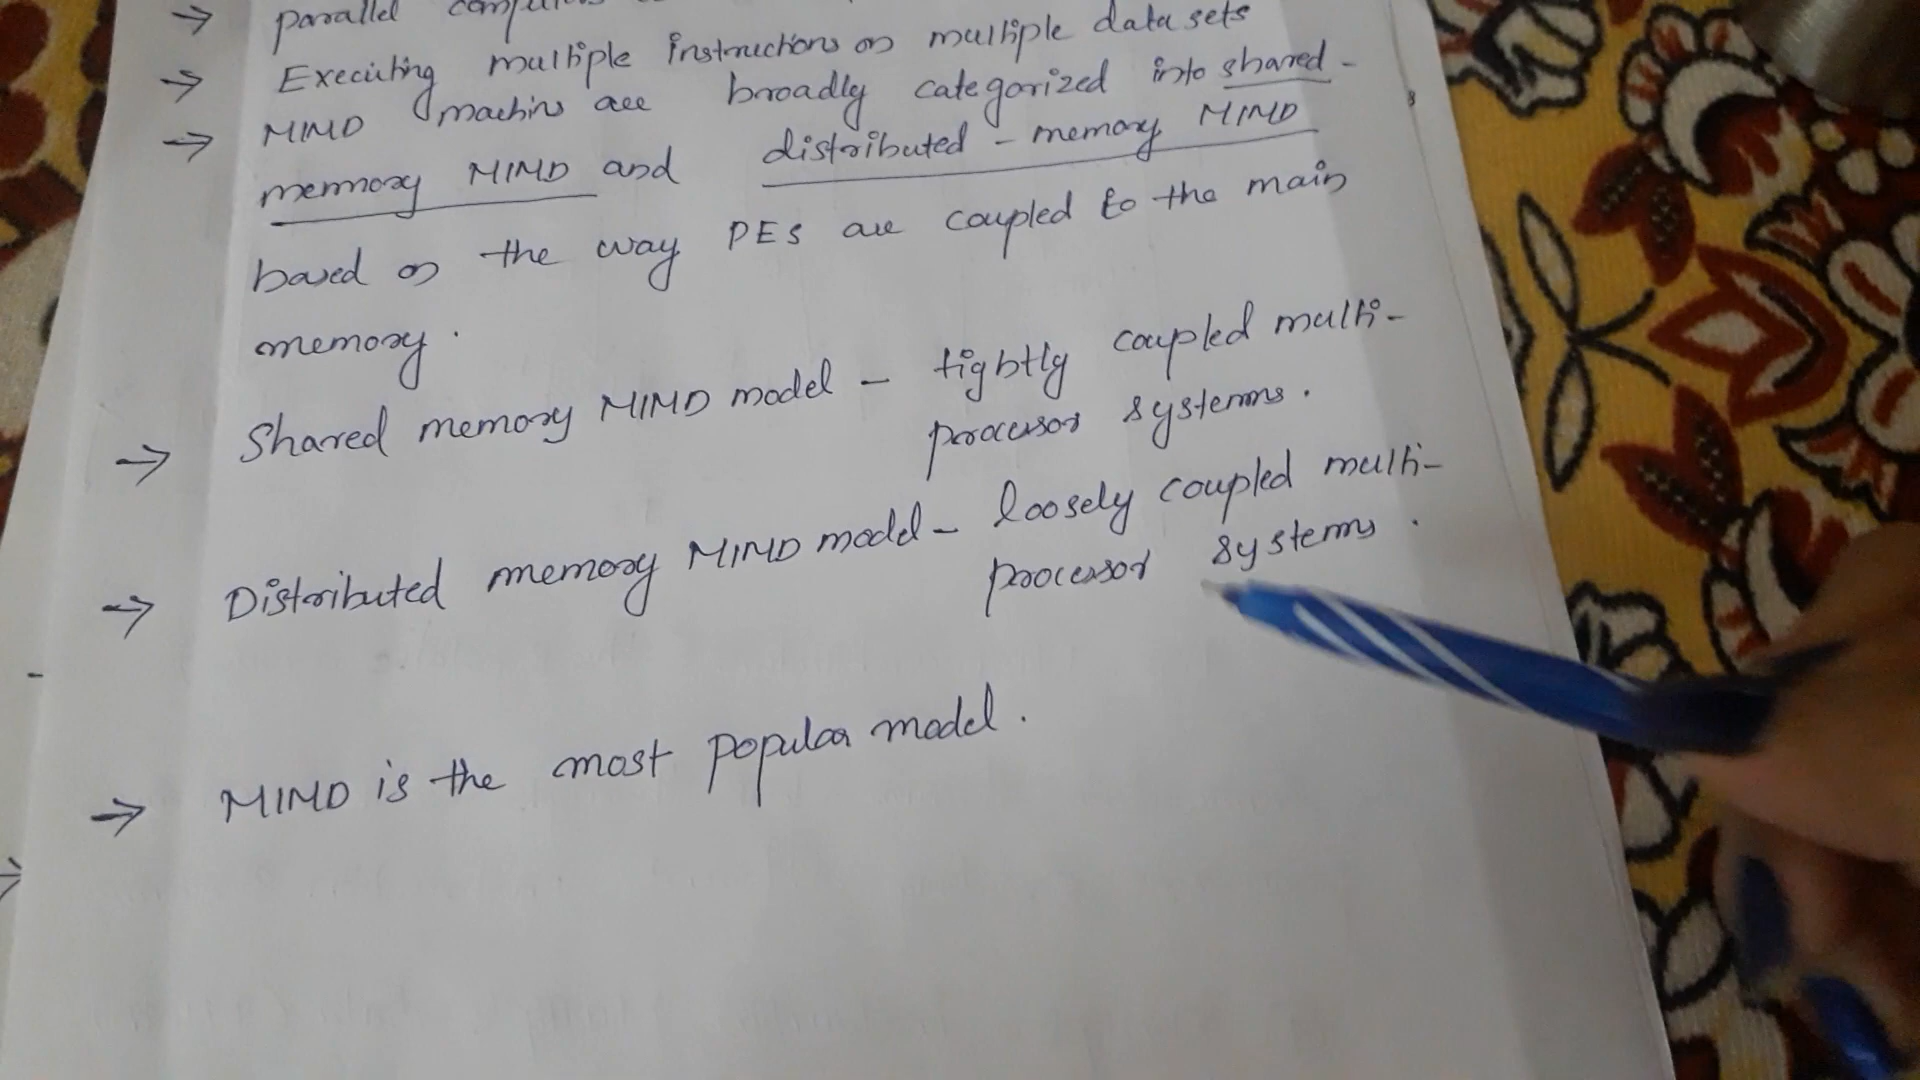 → parallel
→ Executing multiple instructions on multiple data sets
→ MIMD machins are broadly categorized into shared-
memory MIMD and distributed-memory MIMD
based on the way PEs are coupled to the main
memory.
→ Shared memory MIMD model - tightly coupled multi-
processor systems.
→ Distributed memory MIMD model - loosely coupled multi-
processor systems.
→ MIMD is the most popular model.